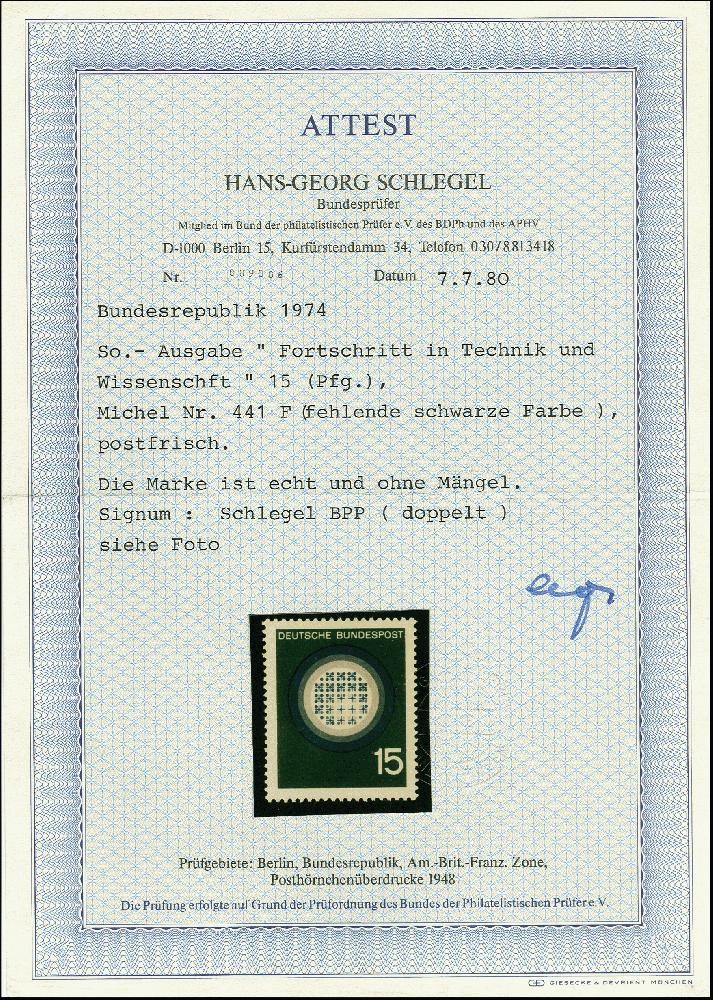 ATTEST
HANS-GEORG SCHLEGEL
Bundesprüfer
Mitglied im Bund der philatelistischen Prüfer e.V. des BDPh und des APHV
D-1000 Berlin 15, Kurfürstendamm 34, Telefon 030/8813418
Nr. Datum 7.7.80
Bundesrepublik 1974
So.- Ausgabe " Fortschritt in Technik und
Wissenschft " 15 (Pfg.),
Michel Nr. 441 F (fehlende schwarze Farbe ),
postfrisch.
Die Marke ist echt und ohne Mängel.
Signum : Schlegel BPP ( doppelt )
siehe Foto
DEUTSCHE BUNDESPOST
15
Prüfgebiete: Berlin, Bundesrepublik, Am.-Brit.-Franz. Zone,
Posthörnchenüberdrucke 1948
Die Prüfung erfolgte auf Grund der Prüfordnung des Bundes der Philatelistischen Prüfer e.V.
GIESECKE & DEVRIENT MÜNCHEN